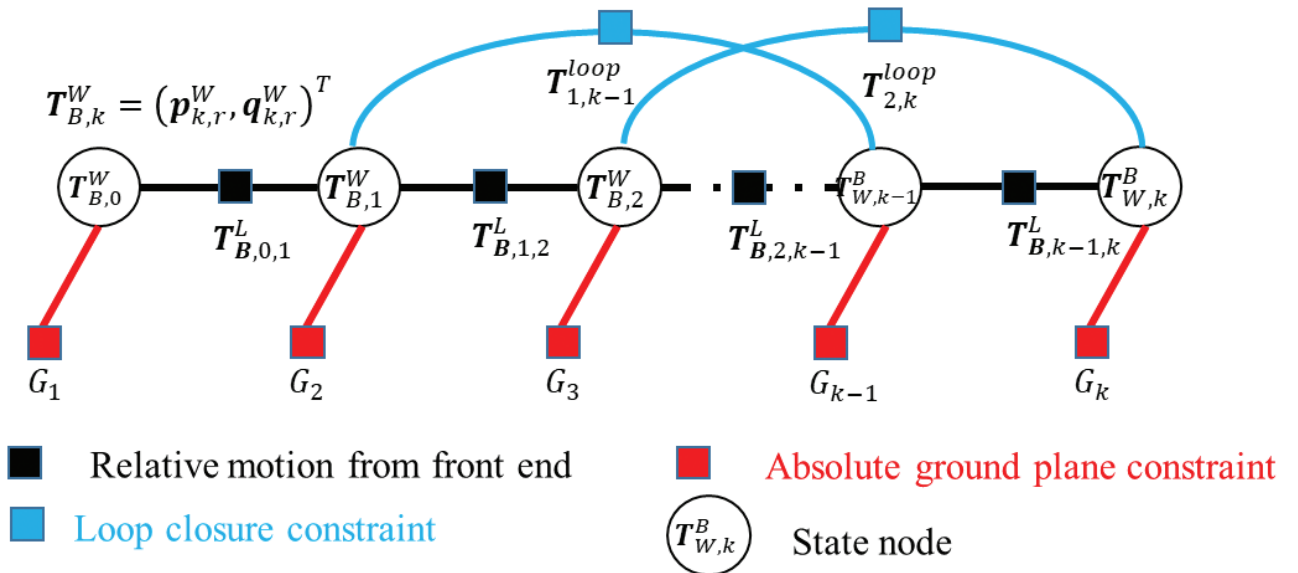 T^{loop}_{1,k−1} T^{loop}_{2,k}
T^W_{B,k} = (p^W_{k,r}, q^W_{k,r})^T
T^W_{B,0} T^W_{B,1} T^W_{B,2} T^B_{W,k−1} T^B_{W,k}
T^L_{B,0,1} T^L_{B,1,2} T^L_{B,2,k−1} T^L_{B,k−1,k}
G_1 G_2 G_3 G_{k−1} G_k
Relative motion from front end
Absolute ground plane constraint
Loop closure constraint
T^B_{W,k} State node